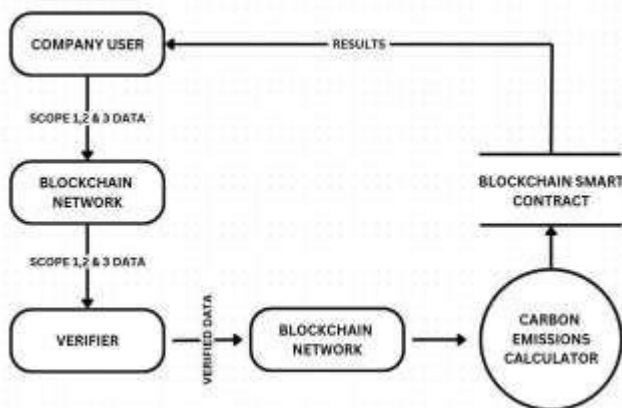 COMPANY USER
RESULTS
SCOPE 1,2 & 3 DATA
BLOCKCHAIN
NETWORK
BLOCKCHAIN SMART
CONTRACT
SCOPE 1,2 & 3 DATA
VERIFIER
VERIFIED DATA
BLOCKCHAIN
NETWORK
CARBON
EMISSIONS
CALCULATOR